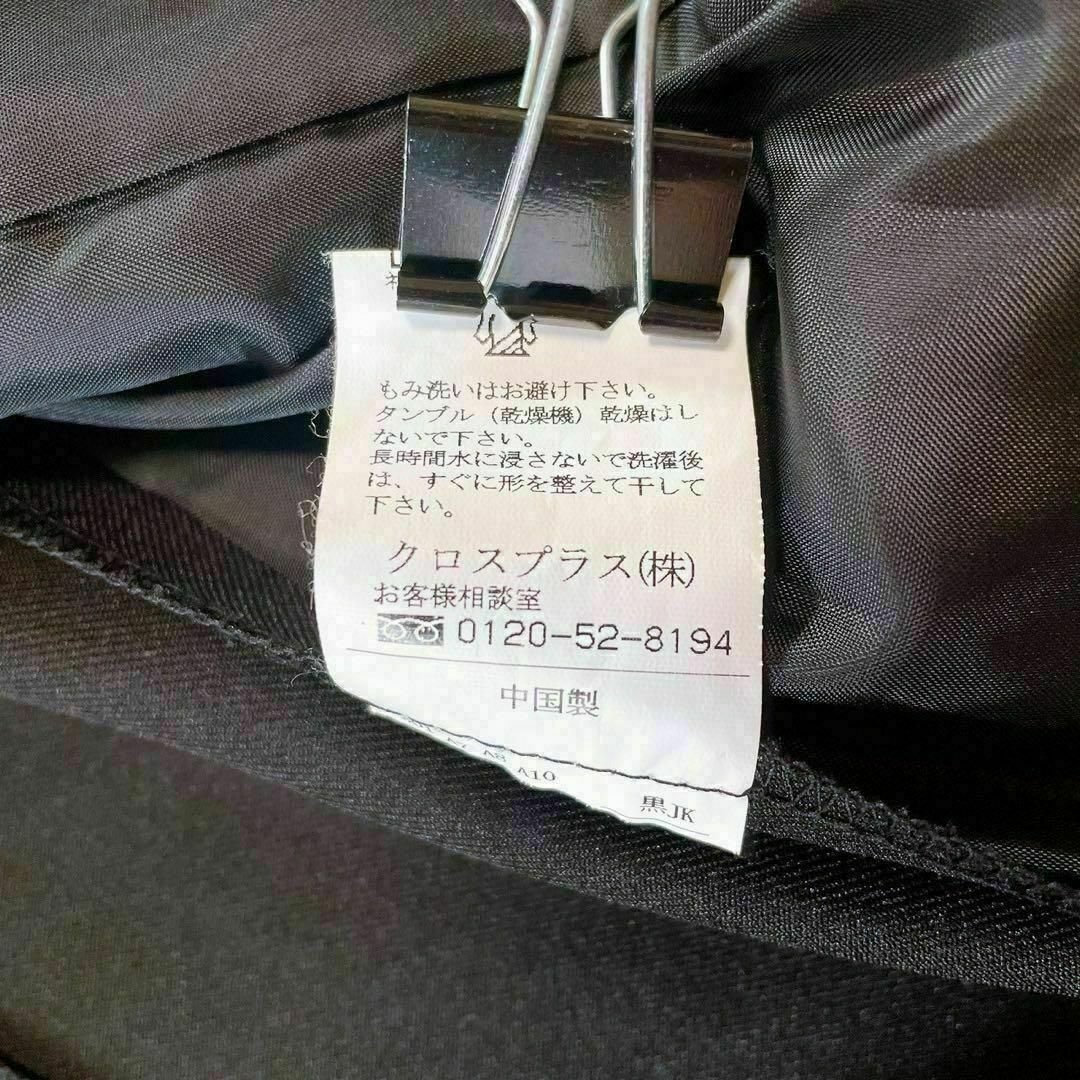 もみ洗いはお避け下さい。
タンブル（乾燥機）乾燥はし
ないで下さい。
長時間水に浸さないで洗濯後
は、すぐに形を整えて干して
下さい。
クロスプラス(株)
お客様相談室
0120-52-8194
中国製
A8 A10
黒JK